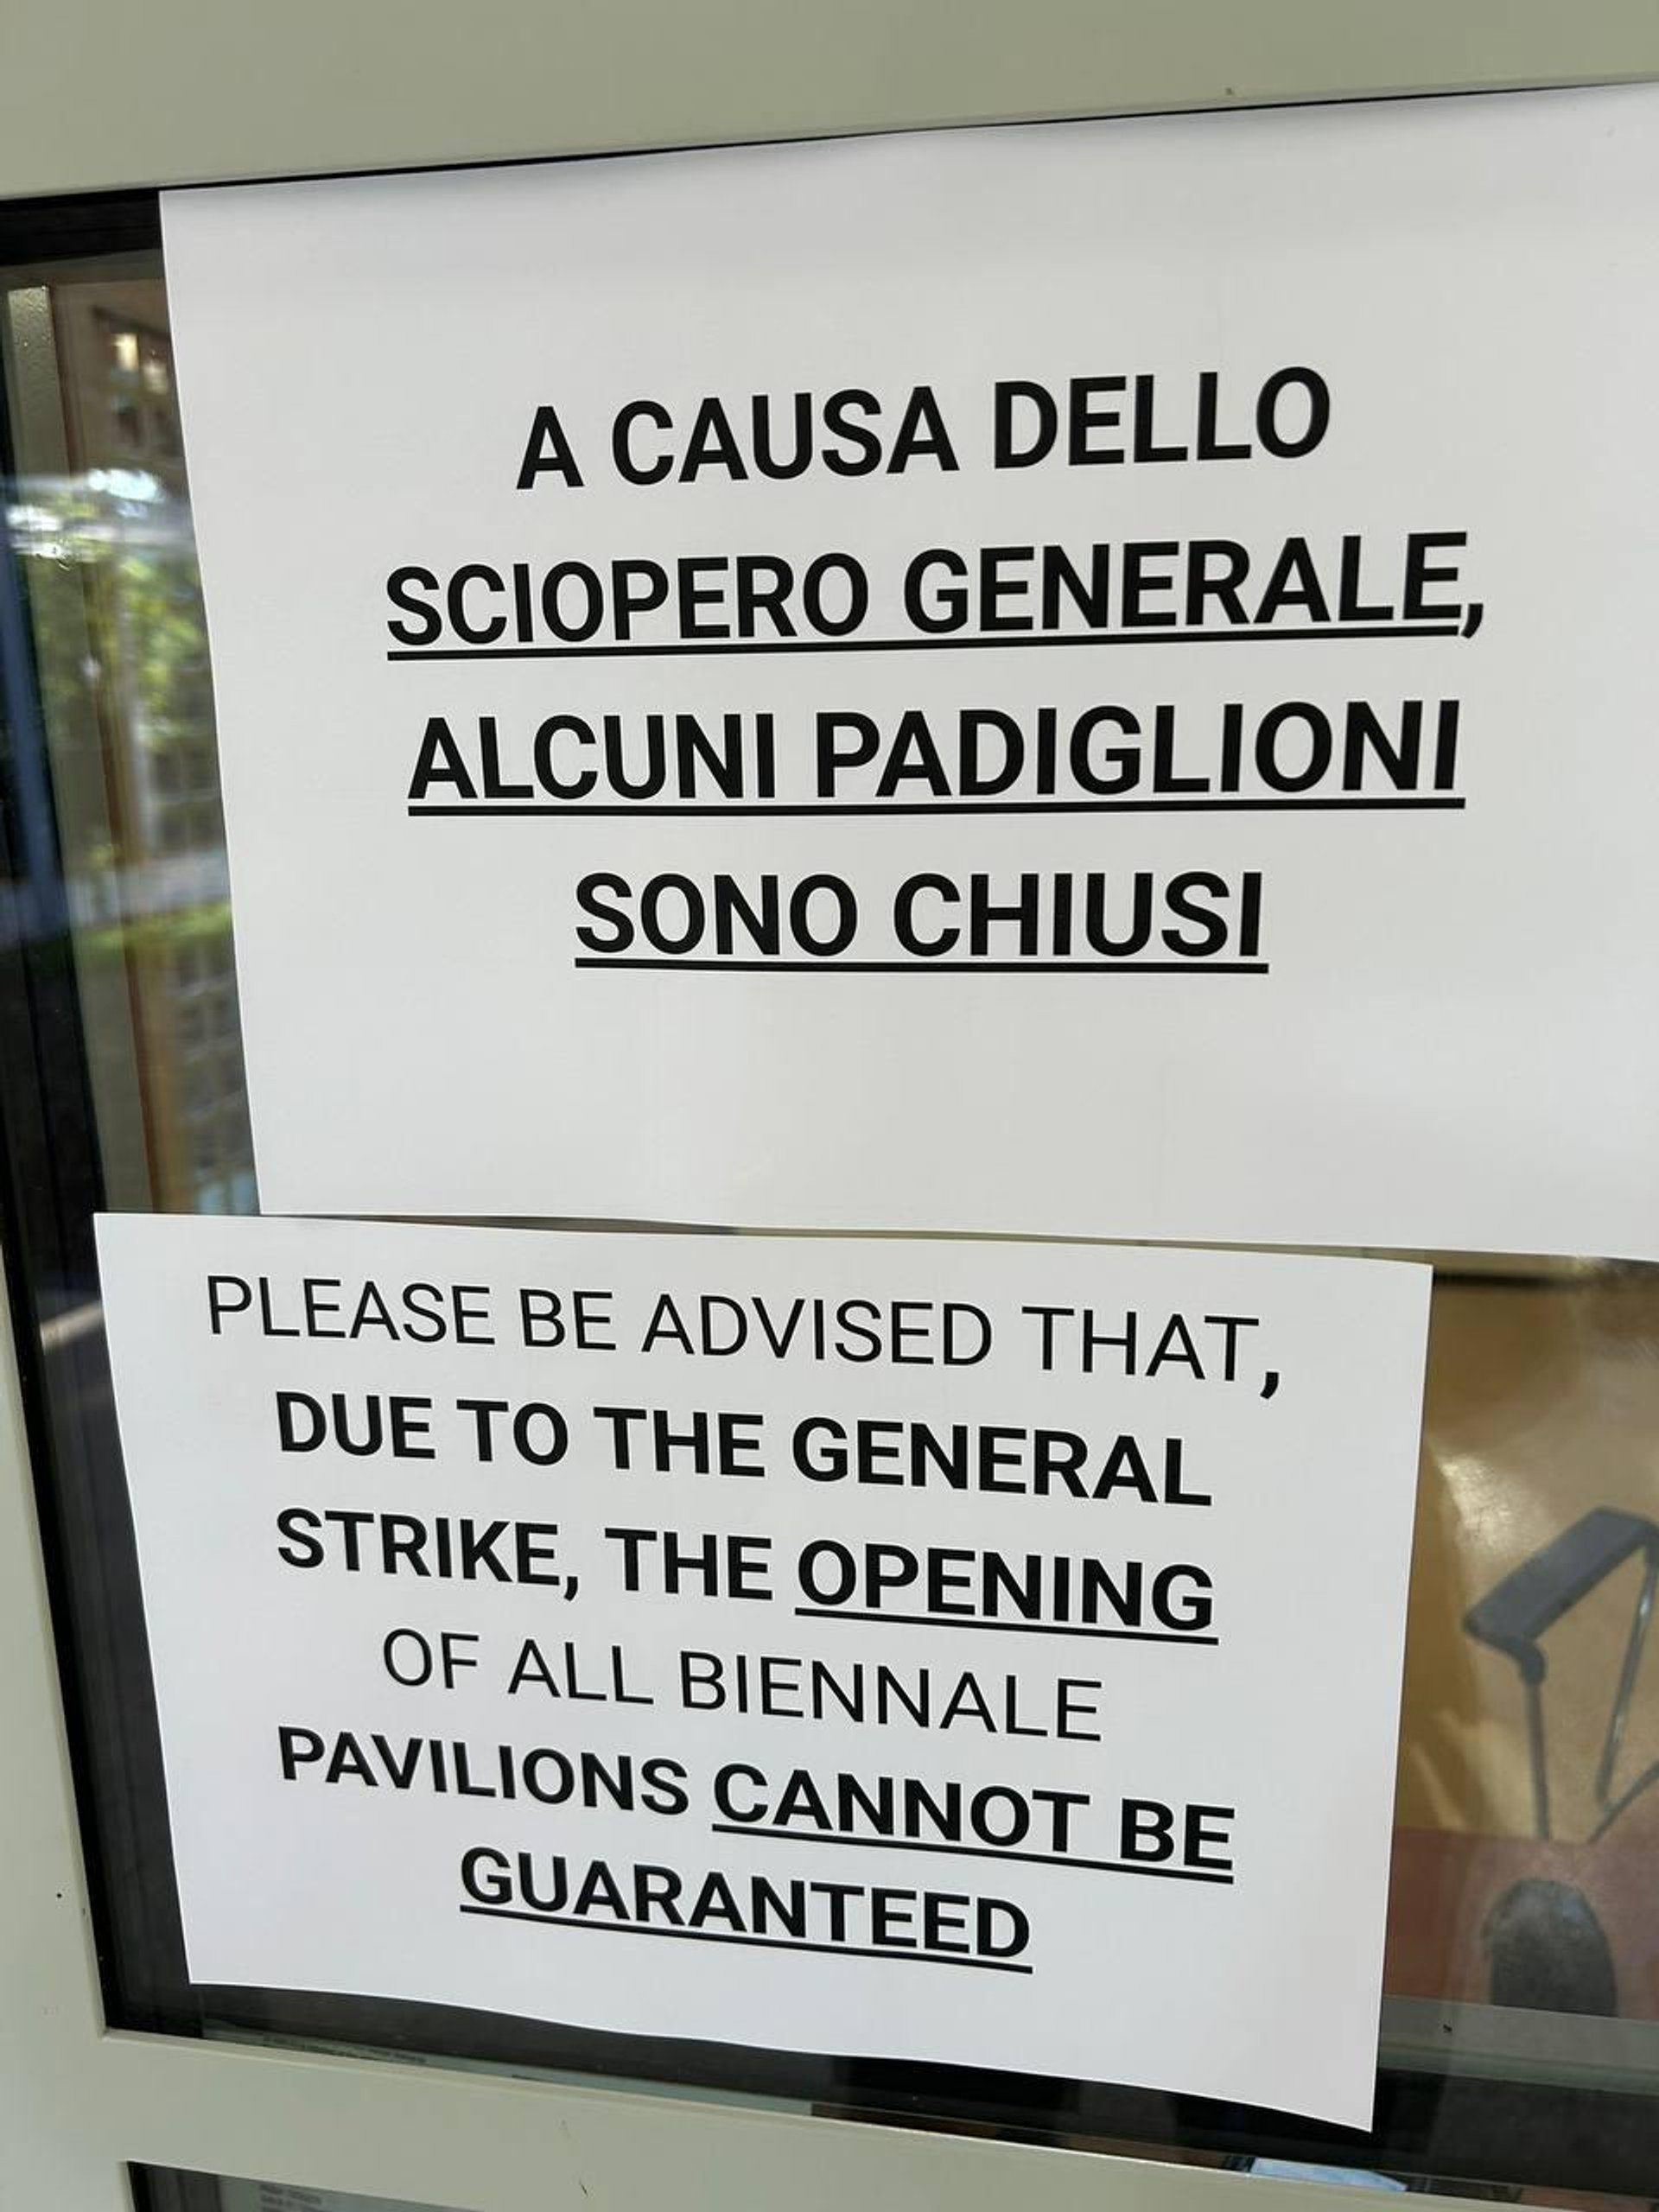 A CAUSA DELLO
SCIOPERO GENERALE,
ALCUNI PADIGLIONI
SONO CHIUSI
PLEASE BE ADVISED THAT,
DUE TO THE GENERAL
STRIKE, THE OPENING
OF ALL BIENNALE
PAVILIONS CANNOT BE
GUARANTEED